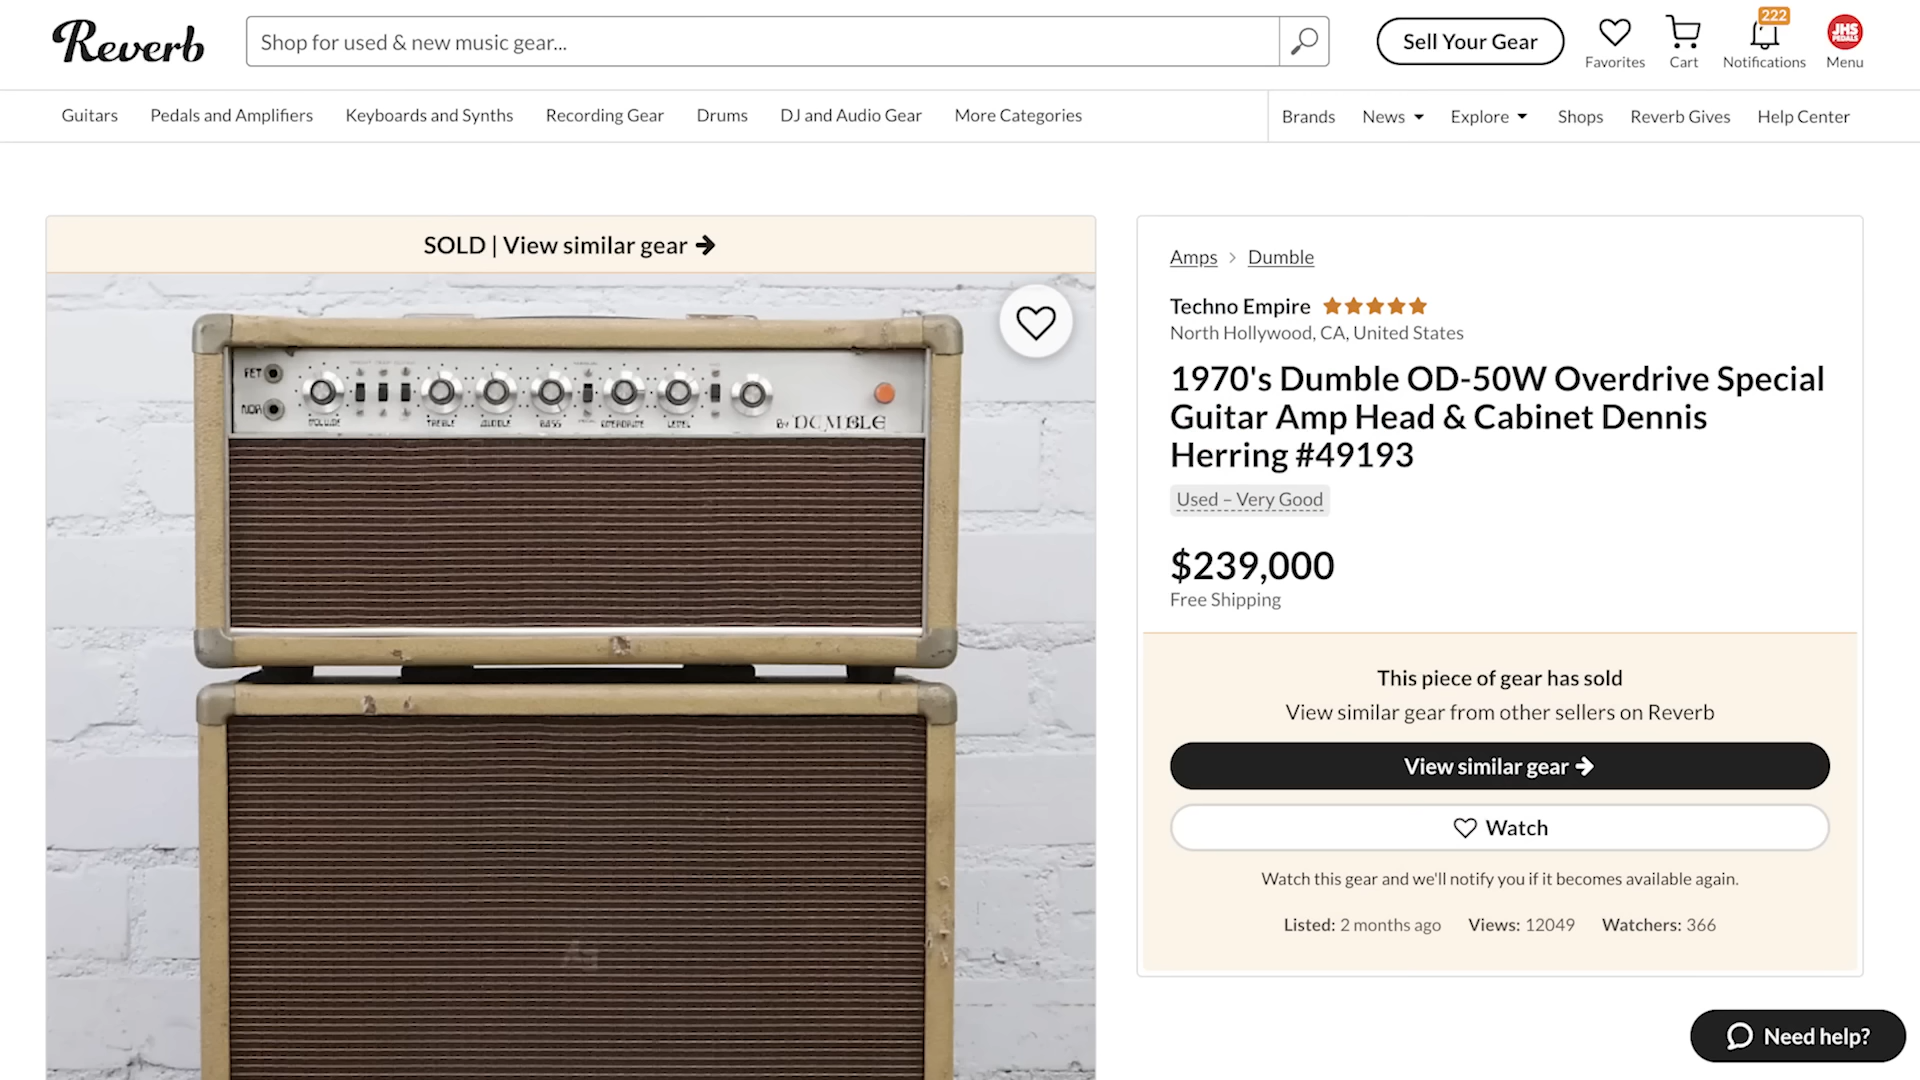 Reverb
Shop for used & new music gear...
Sell Your Gear
Favorites
Cart
222
Notifications
JHS
PEDALS
Menu
Guitars
Pedals and Amplifiers
Keyboards and Synths
Recording Gear
Drums
DJ and Audio Gear
More Categories
Brands
News
Explore
Shops
Reverb Gives
Help Center
SOLD | View similar gear
FET
NOR
VOLUME
TREBLE
MIDDLE
BASS
OVERDRIVE
LEVEL
By DUMBLE
Amps > Dumble
Techno Empire
North Hollywood, CA, United States
1970's Dumble OD-50W Overdrive Special
Guitar Amp Head & Cabinet Dennis
Herring #49193
Used – Very Good
$239,000
Free Shipping
This piece of gear has sold
View similar gear from other sellers on Reverb
View similar gear
Watch
Watch this gear and we'll notify you if it becomes available again.
Listed: 2 months ago Views: 12049 Watchers: 366
Need help?